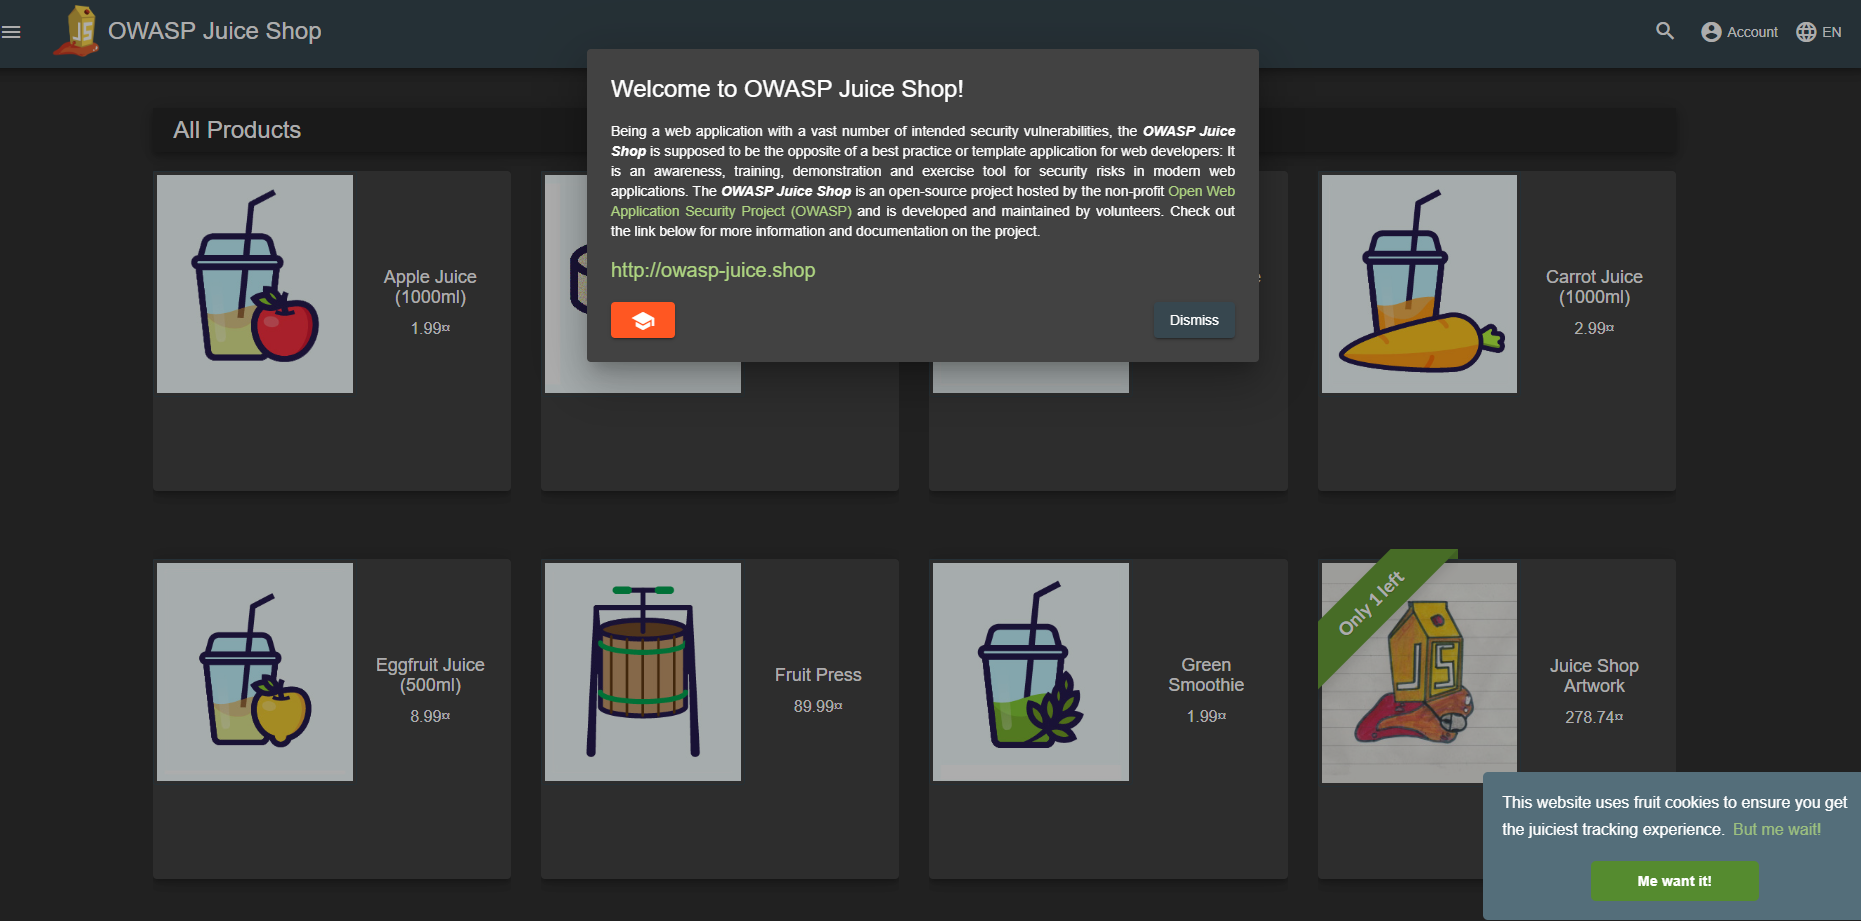 OWASP Juice Shop
Account
EN
Welcome to OWASP Juice Shop!
Being a web application with a vast number of intended security vulnerabilities, the OWASP Juice
Shop is supposed to be the opposite of a best practice or template application for web developers: It
is an awareness, training, demonstration and exercise tool for security risks in modern web
applications. The OWASP Juice Shop is an open-source project hosted by the non-profit Open Web
Application Security Project (OWASP) and is developed and maintained by volunteers. Check out
the link below for more information and documentation on the project.
http://owasp-juice.shop
Dismiss
All Products
Apple Juice
(1000ml)
1.99¤
Carrot Juice
(1000ml)
2.99¤
Eggfruit Juice
(500ml)
8.99¤
Fruit Press
89.99¤
Green
Smoothie
1.99¤
Only 1 left
JS
Juice Shop
Artwork
278.74¤
This website uses fruit cookies to ensure you get
the juiciest tracking experience. But me wait!
Me want it!